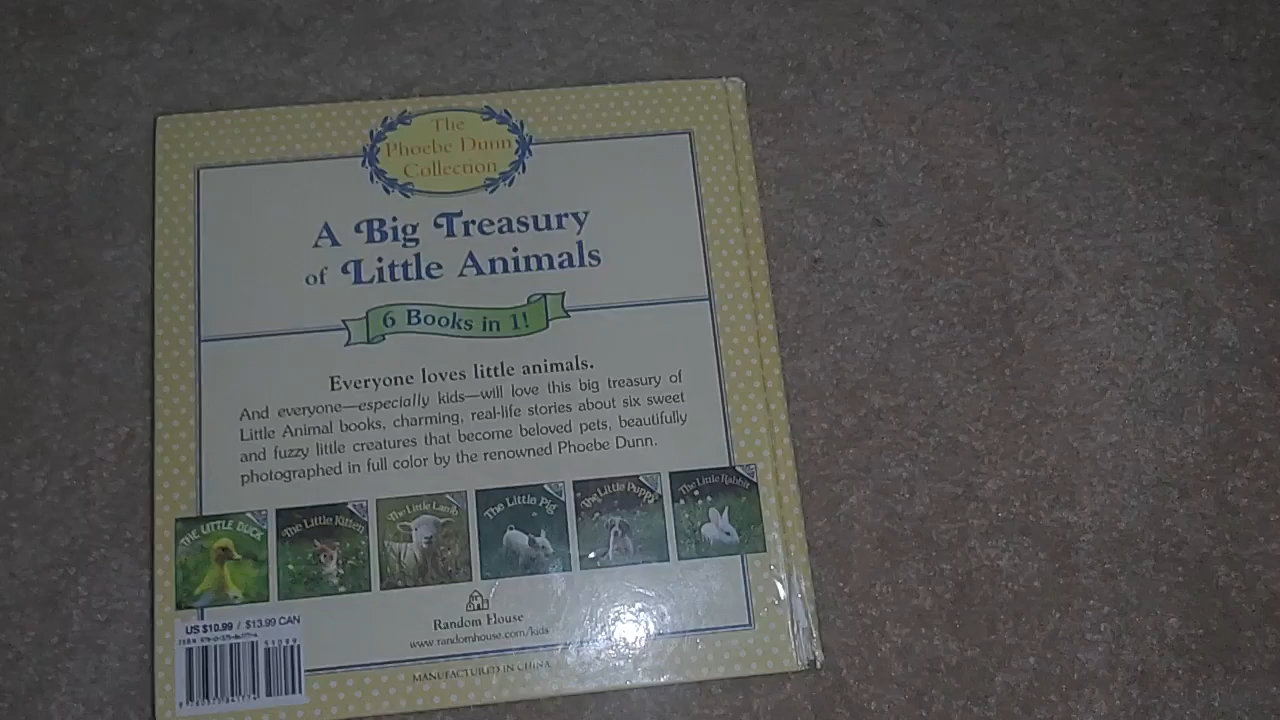 The
Phoebe Dunn
Collection
A Big Treasury
of Little Animals
6 Books in 1!
Everyone loves little animals.
And everyone—especially kids—will love this big treasury of
Little Animal books, charming, real-life stories about six sweet
and fuzzy little creatures that become beloved pets, beautifully
photographed in full color by the renowned Phoebe Dunn.
THE LITTLE DUCK
The Little Kitten
The Little Lamb
The Little Pig
The Little Puppy
The Little Rabbit
Random House
www.randomhouse.com/kids
MANUFACTURED IN CHINA
US $10.99 / $13.99 CAN
51099